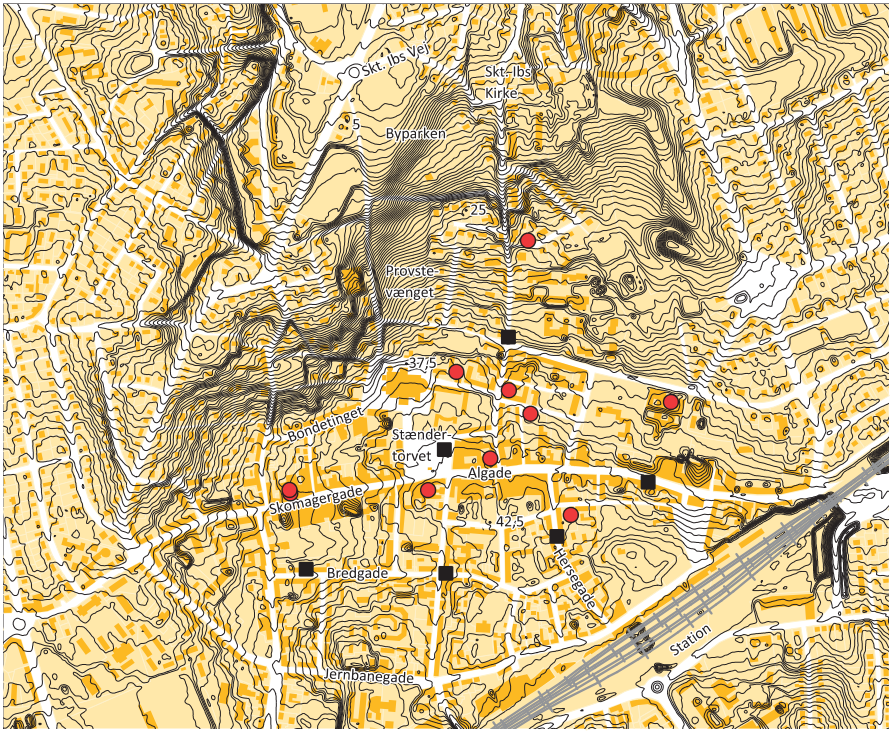 Skt. Ibs Vej
Skt. Ibs
Kirke
5
Byparken
25
Provste-
vænget
37,5
Bondetinget
Stænder-
torvet
Algade
Skomagergade
42,5
Bredgade
Hersegade
Station
Jernbanegade